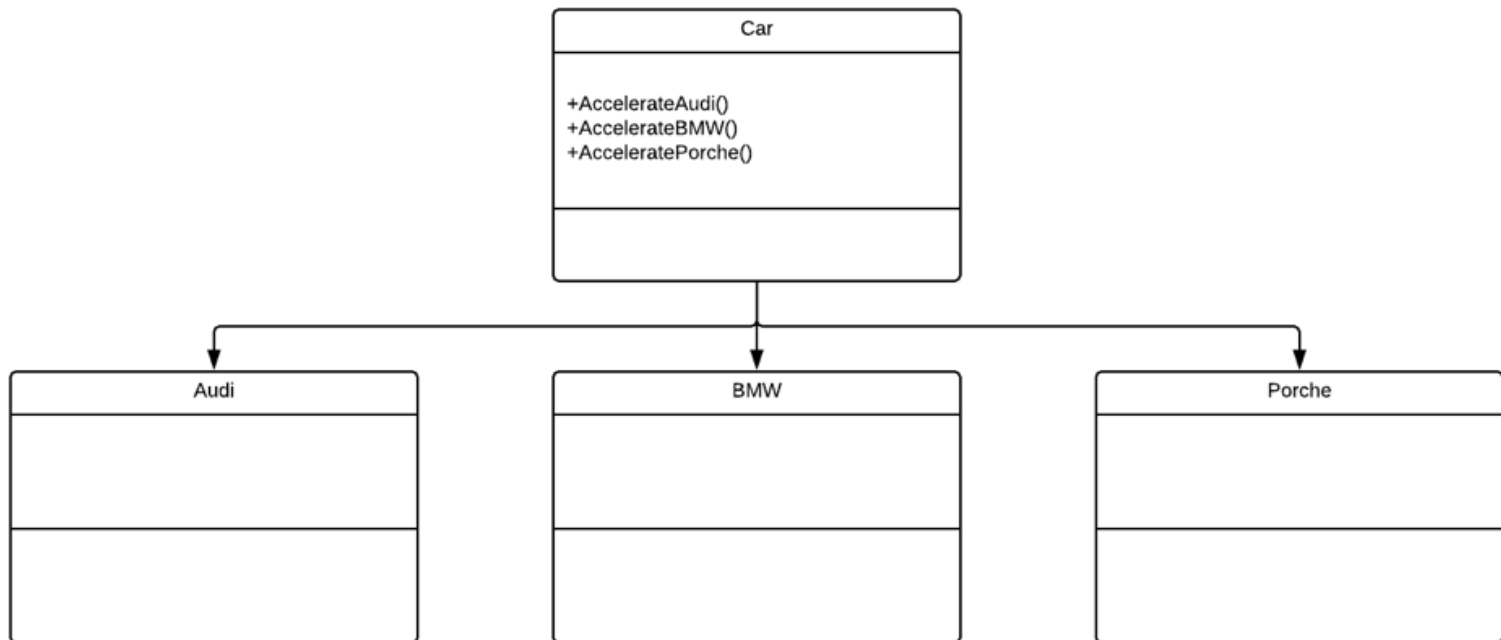 Car
+AccelerateAudi()
+AccelerateBMW()
+AcceleratePorche()
Audi
BMW
Porche